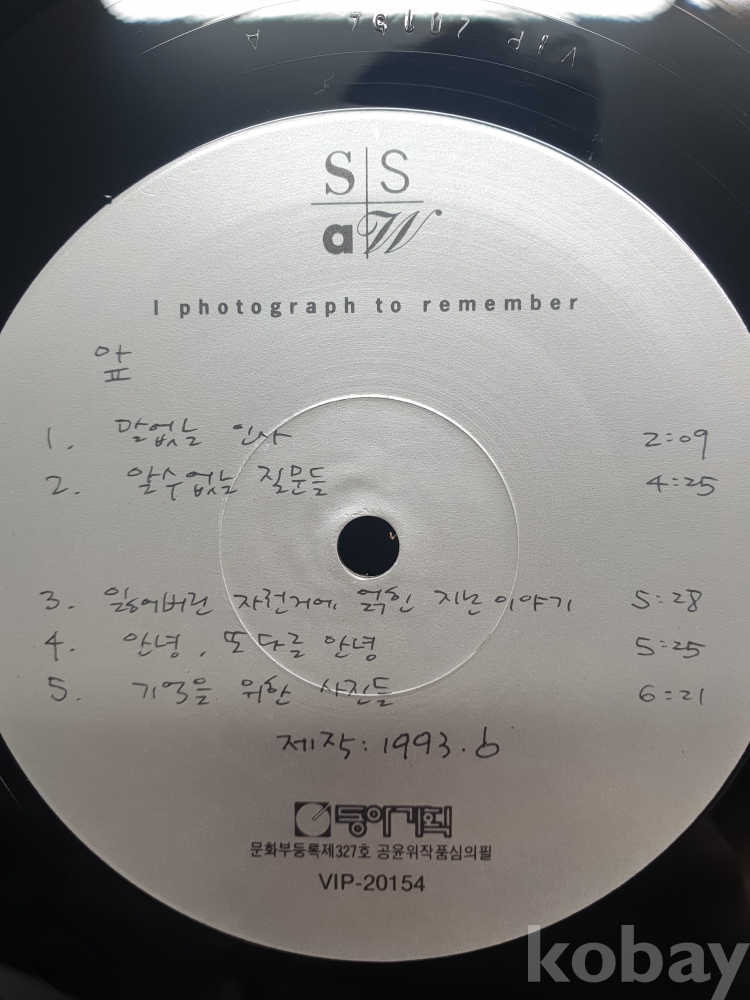 VIP 20154 A
S S
a W
I photograph to remember
앞
1. 말없는 인사 2:09
2. 알수없는 질문들 4:25
3. 잃어버린 자전거에 얽힌 지난 이야기 5:28
4. 안녕, 또 다른 안녕 5:25
5. 기억을 위한 사진들 6:21
제작: 1993. 6
동아기획
문화부등록제327호 공윤위작품심의필
VIP-20154
kobay